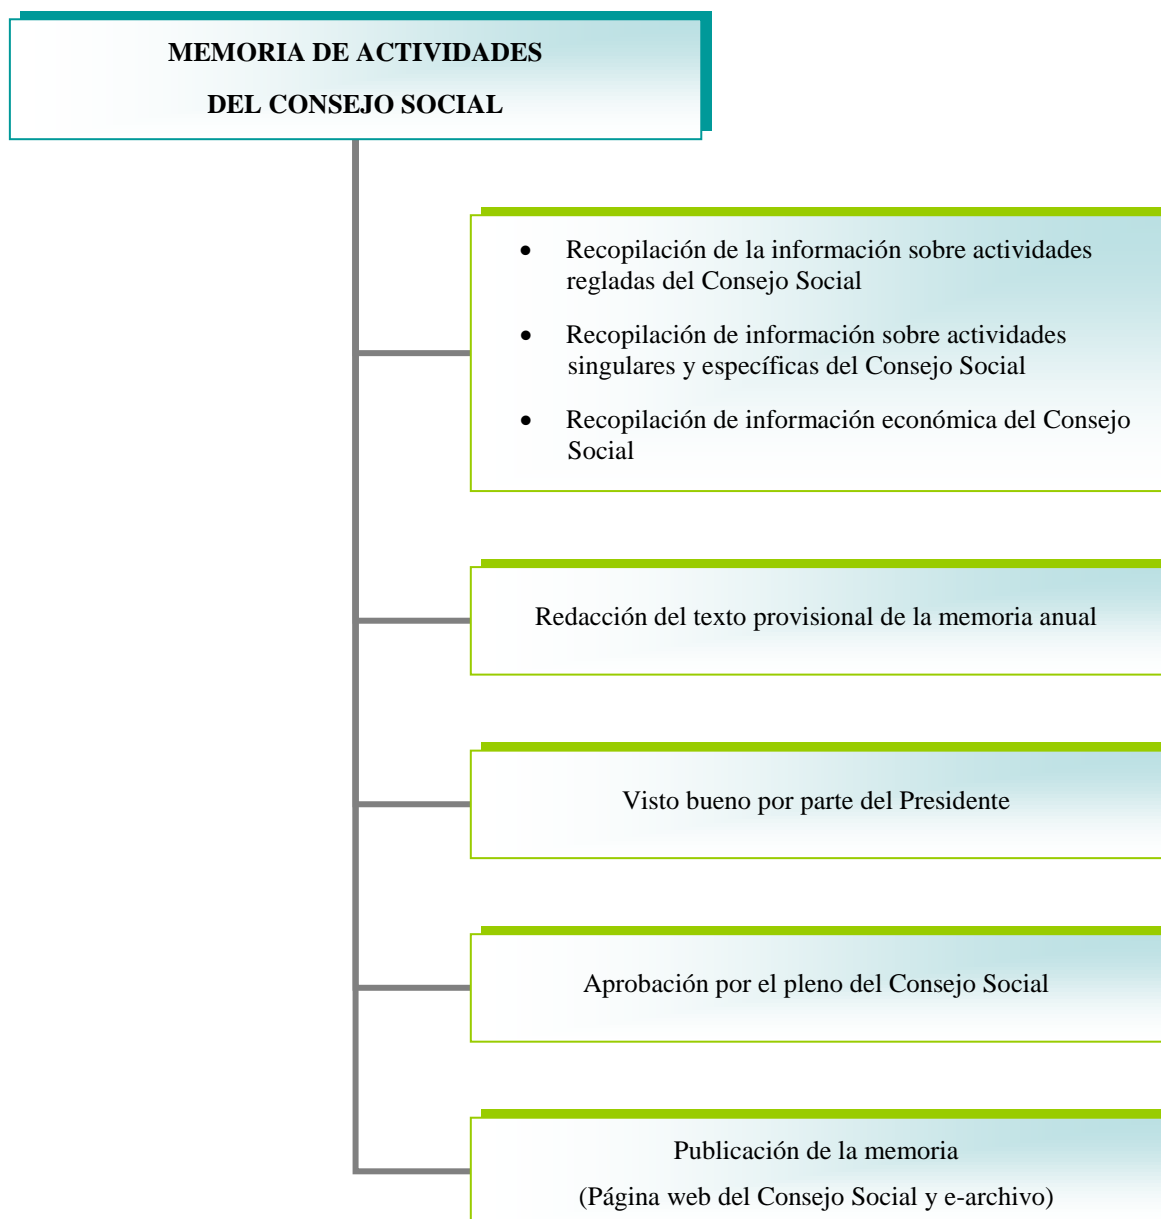 MEMORIA DE ACTIVIDADES
DEL CONSEJO SOCIAL
• Recopilación de la información sobre actividades
regladas del Consejo Social
• Recopilación de información sobre actividades
singulares y específicas del Consejo Social
• Recopilación de información económica del Consejo
Social
Redacción del texto provisional de la memoria anual
Visto bueno por parte del Presidente
Aprobación por el pleno del Consejo Social
Publicación de la memoria
(Página web del Consejo Social y e-archivo)